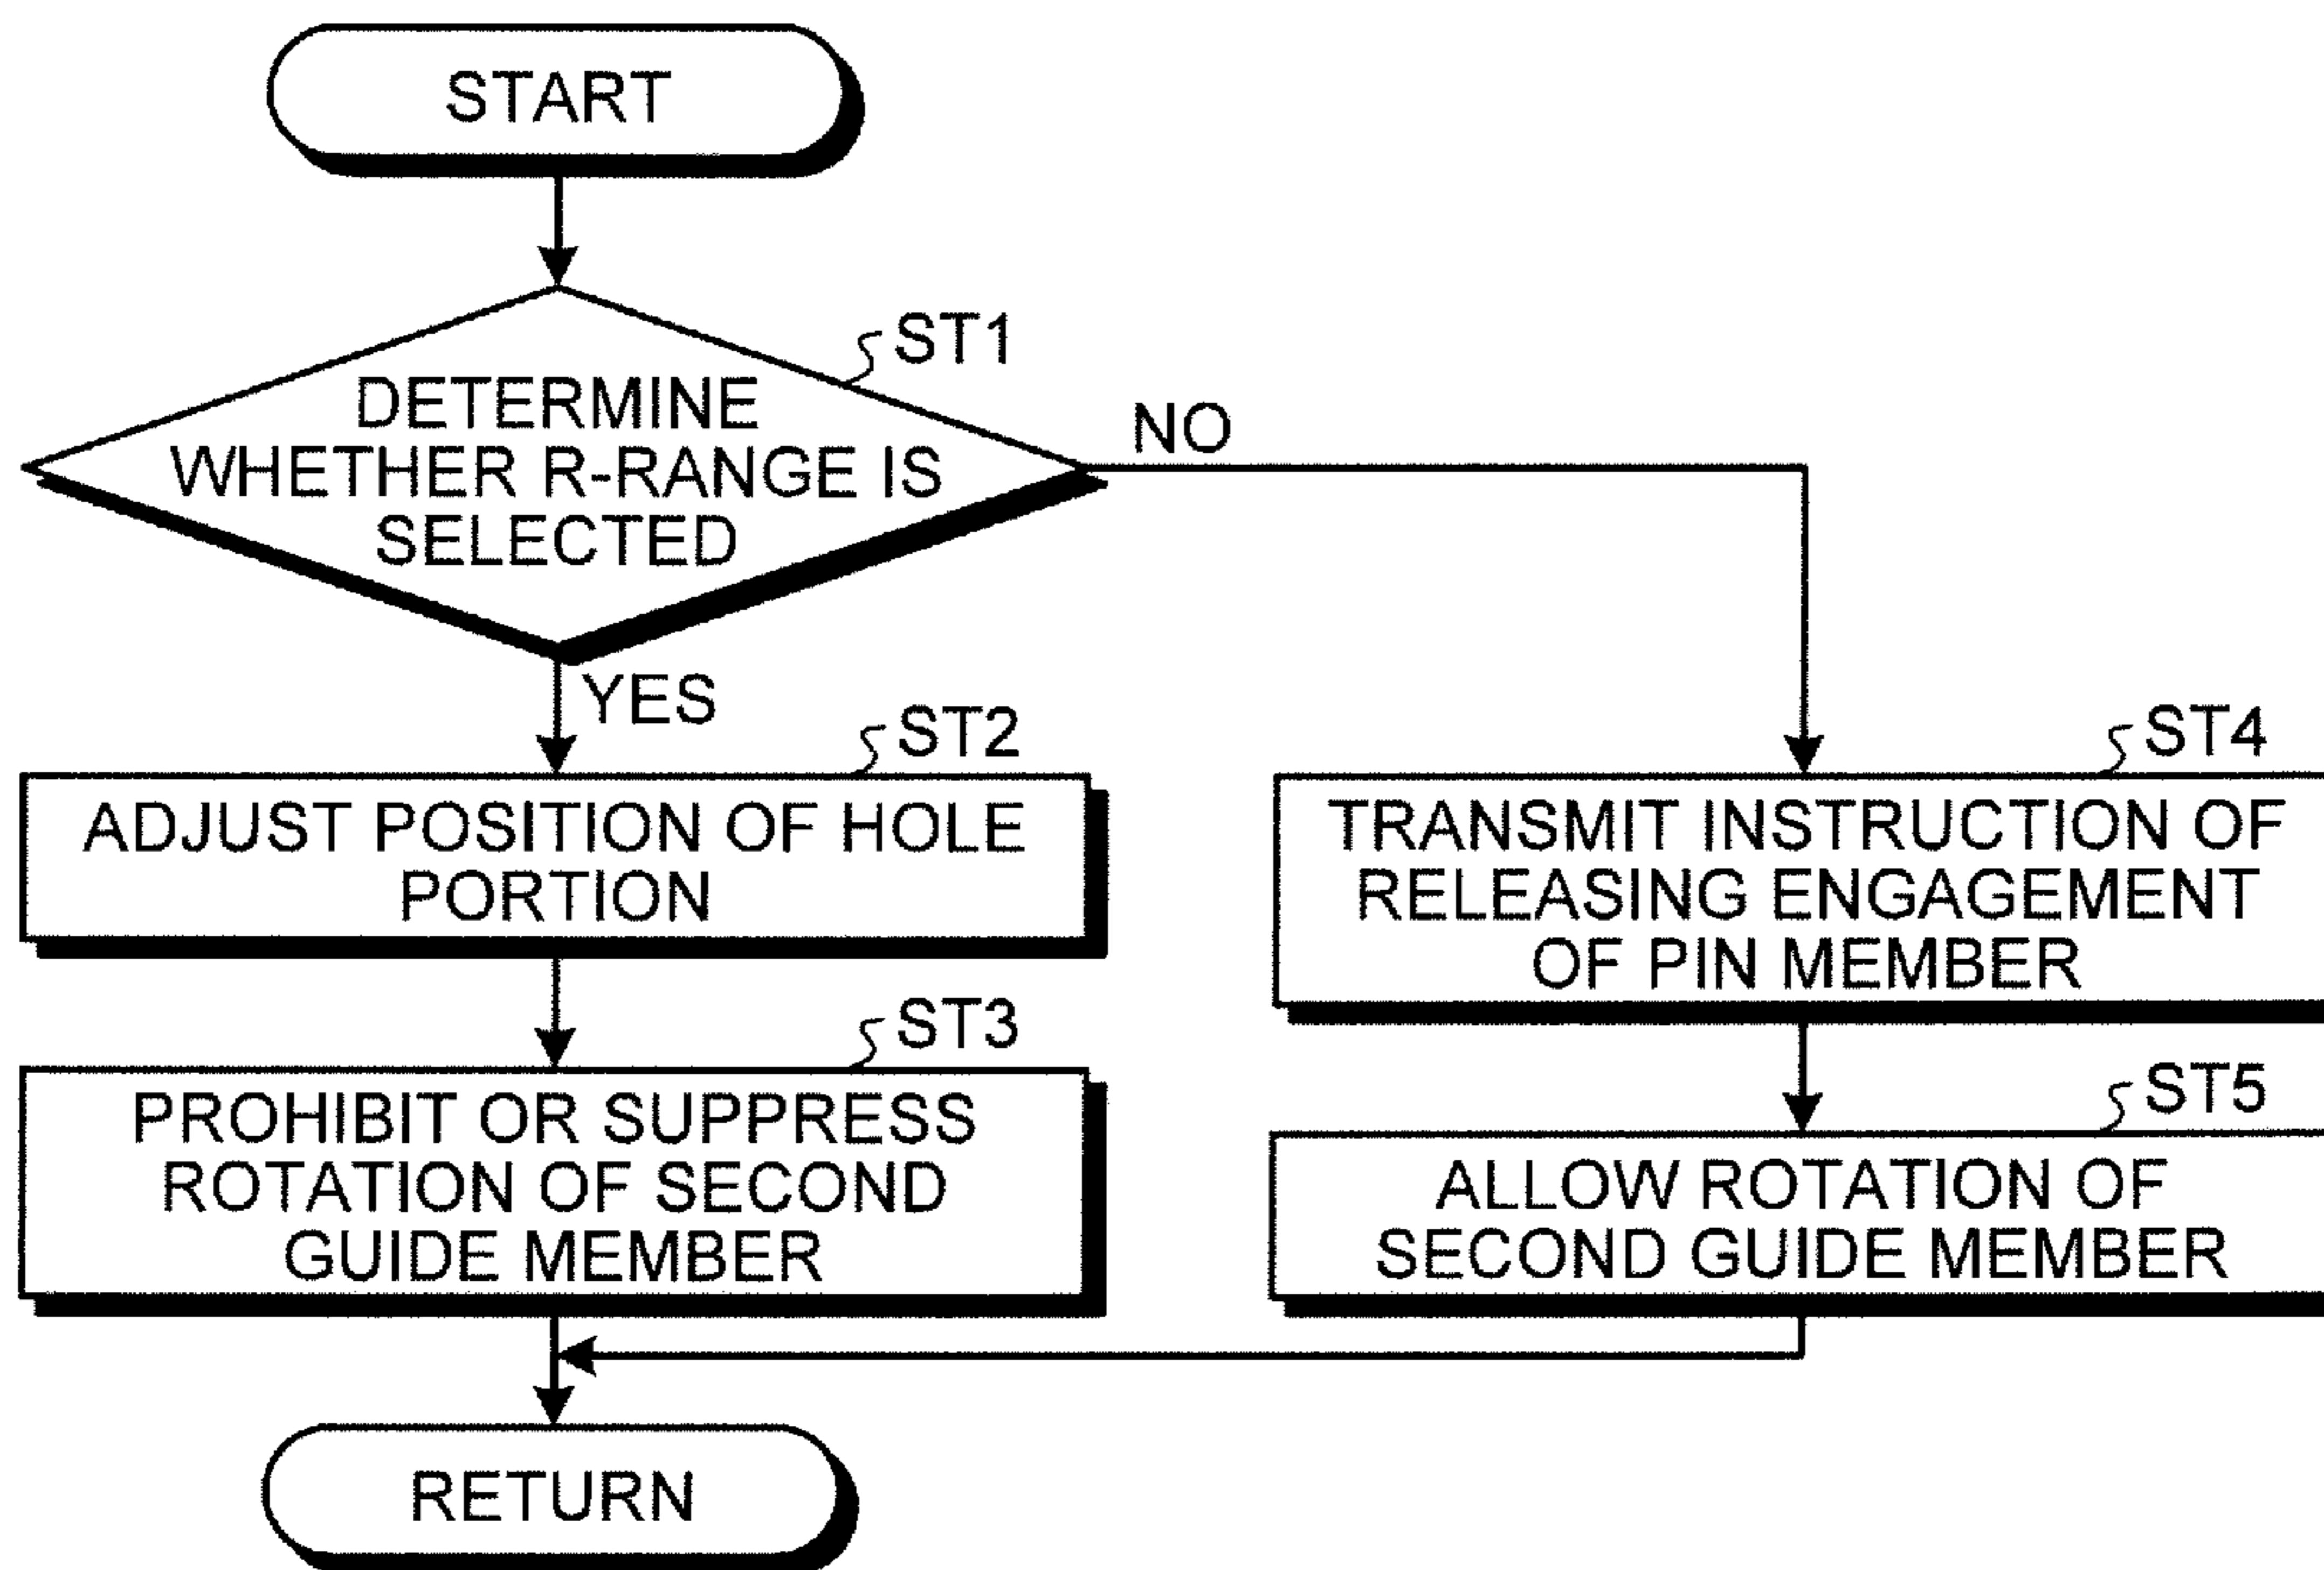 START
ST1
DETERMINE
WHETHER R-RANGE IS
SELECTED
NO
YES
ST2
ADJUST POSITION OF HOLE
PORTION
ST3
PROHIBIT OR SUPPRESS
ROTATION OF SECOND
GUIDE MEMBER
ST4
TRANSMIT INSTRUCTION OF
RELEASING ENGAGEMENT
OF PIN MEMBER
ST5
ALLOW ROTATION OF
SECOND GUIDE MEMBER
RETURN